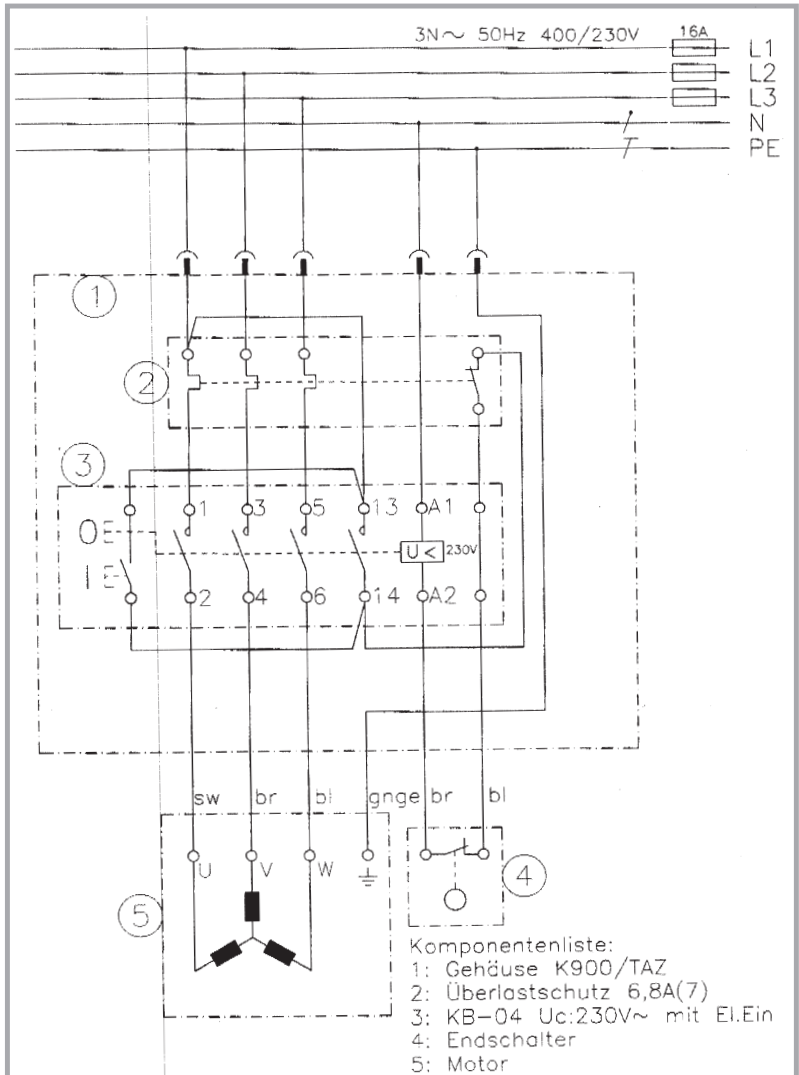 3N~ 50Hz 400/230V 16A L1
L2
L3
N
PE
1
2
3
1 3 5 13 A1
0
U< 230V
I
2 4 6 14 A2
sw br bl gnge br bl
U V W
4
5
Komponentenliste:
1: Gehäuse K900/TAZ
2: Überlastschutz 6,8A(7)
3: KB-04 Uc:230V~ mit El.Ein
4: Endschalter
5: Motor